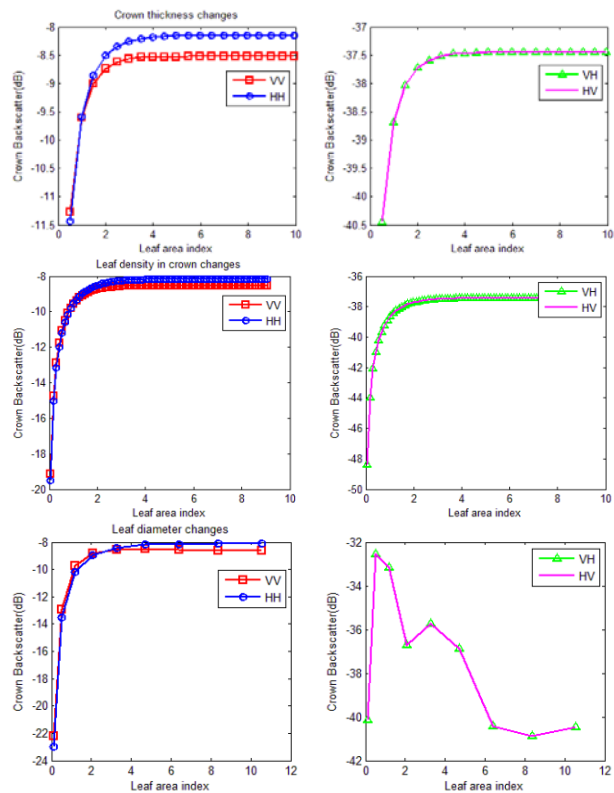 Crown thickness changes
Crown Backscatter(dB)
-8
-8.5
-9
-9.5
-10
-10.5
-11
-11.5
0 2 4 6 8 10
Leaf area index
VV
HH
Crown Backscatter(dB)
-37
-37.5
-38
-38.5
-39
-39.5
-40
-40.5
0 2 4 6 8 10
Leaf area index
VH
HV
Leaf density in crown changes
Crown Backscatter(dB)
-8
-10
-12
-14
-16
-18
-20
0 2 4 6 8 10
Leaf area index
VV
HH
Crown Backscatter(dB)
-36
-38
-40
-42
-44
-46
-48
-50
0 2 4 6 8 10
Leaf area index
VH
HV
Leaf diameter changes
Crown Backscatter(dB)
-8
-10
-12
-14
-16
-18
-20
-22
-24
0 2 4 6 8 10 12
Leaf area index
VV
HH
Crown Backscatter(dB)
-32
-34
-36
-38
-40
-42
0 2 4 6 8 10 12
Leaf area index
VH
HV